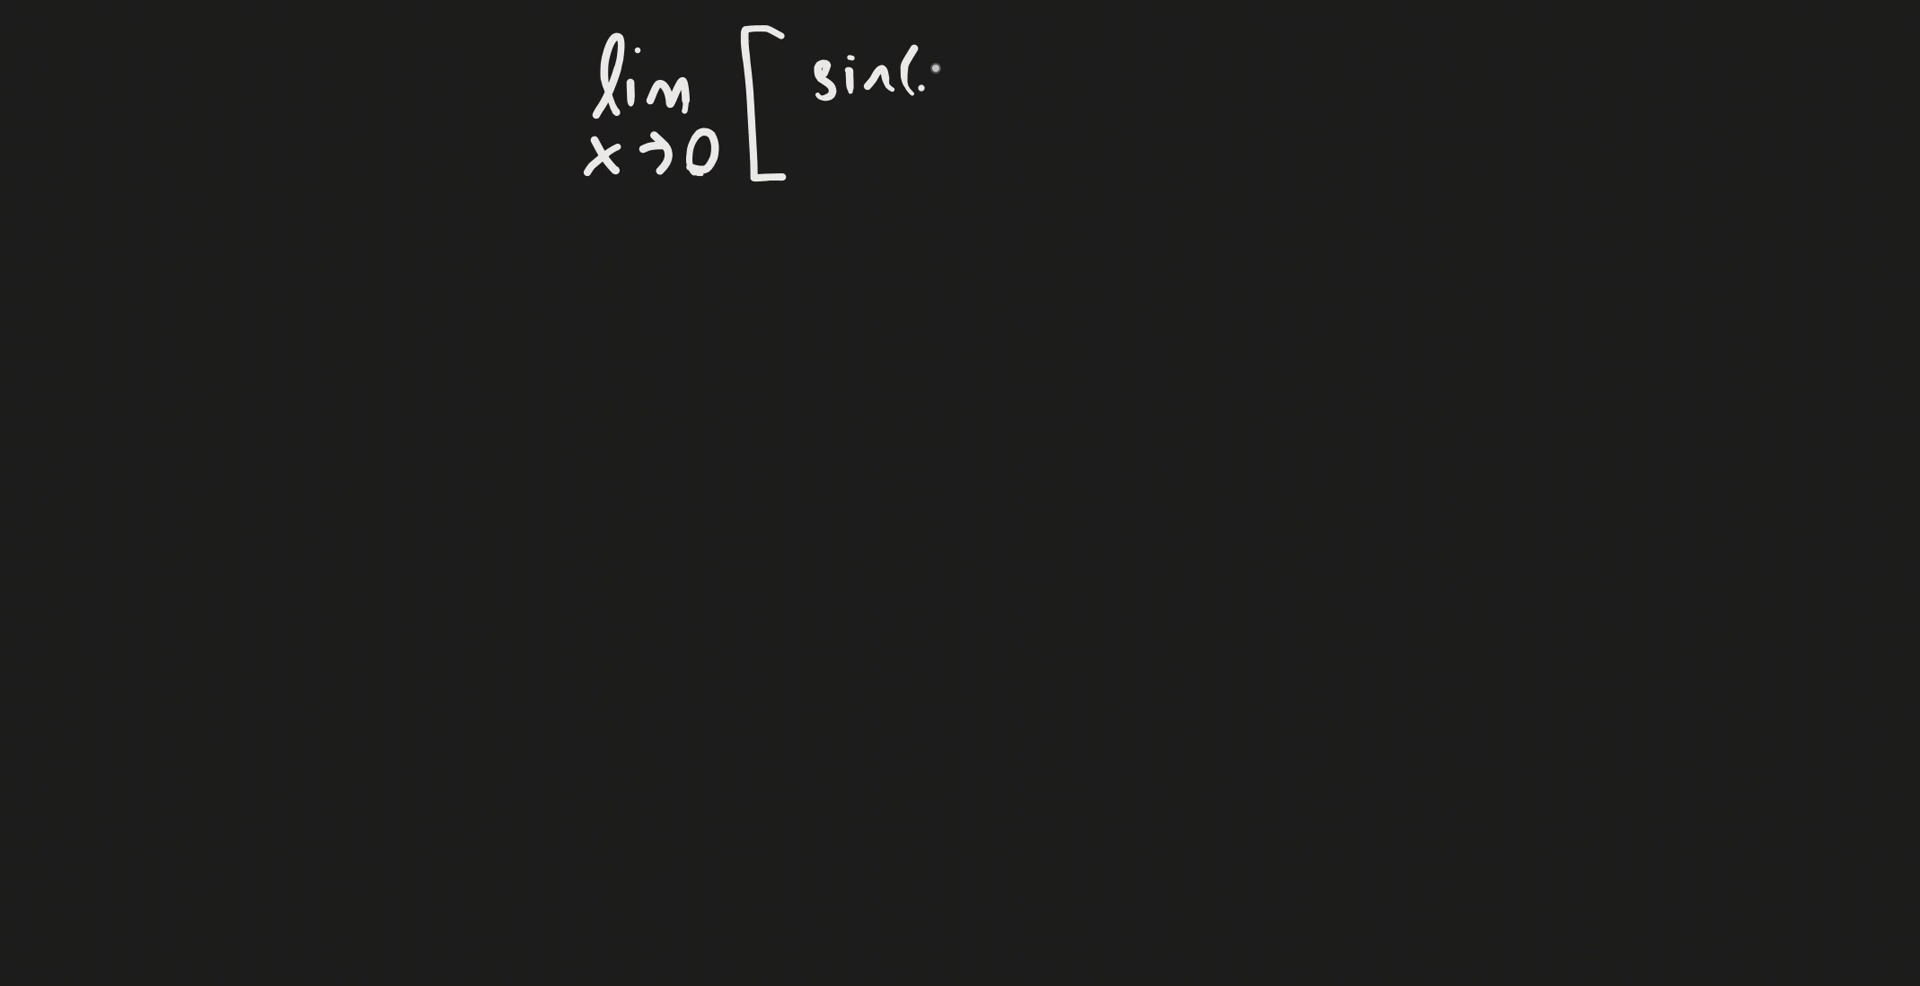 lim [ sin(.
x→0